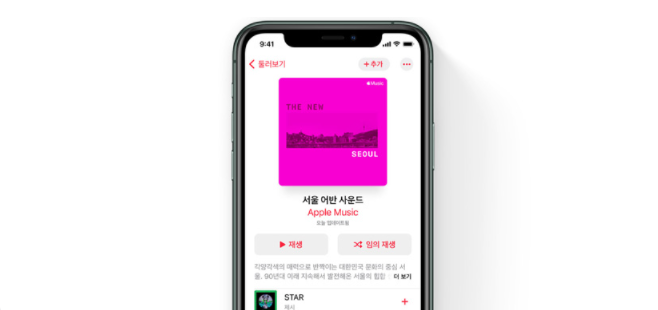 9:41
둘러보기
+추가
Music
THE NEW
SEOUL
서울 어반 사운드
Apple Music
오늘 업데이트됨
재생
임의 재생
각양각색의 매력으로 번쩍이는 대한민국 문화의 중심 서
울. 90년대 이래 지속해서 발전해온 서울의 힙합
더 보기
STAR
제시